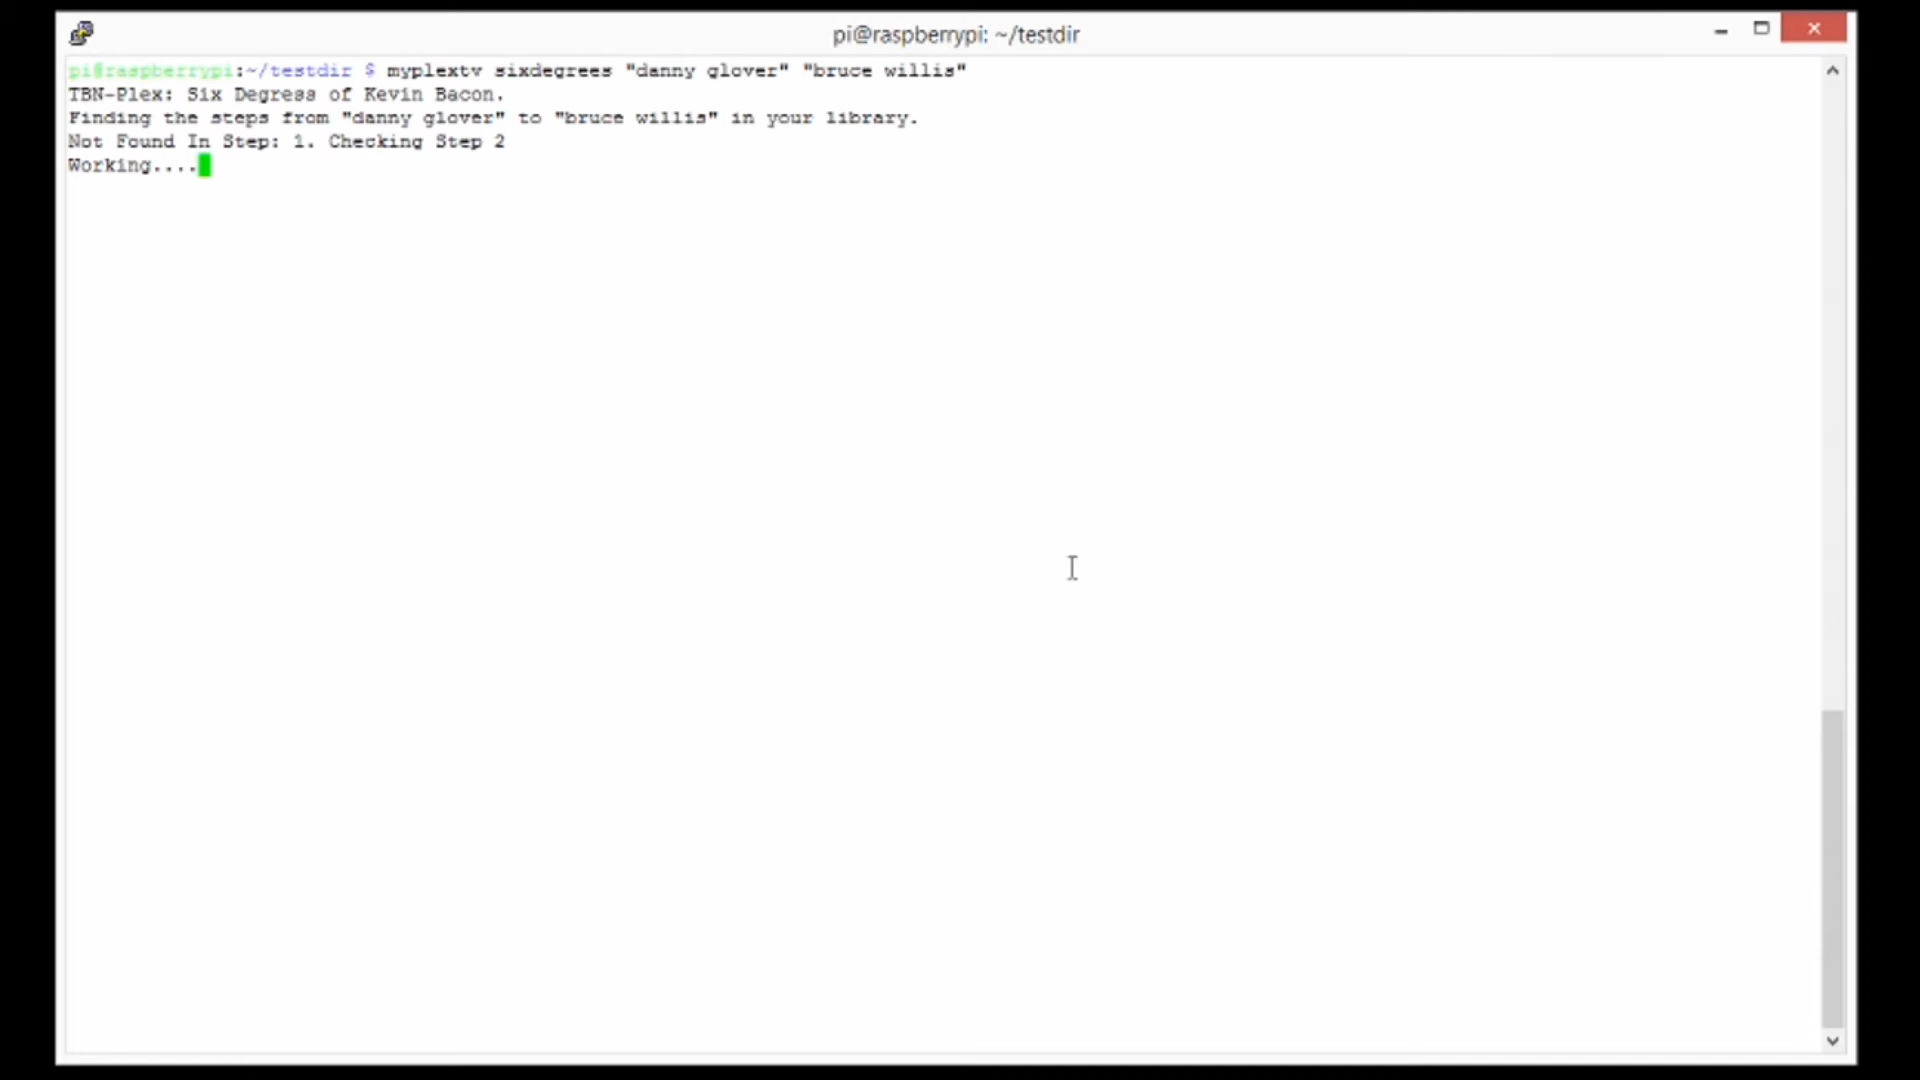 pi@raspberrypi: ~/testdir
pi@raspberrypi:~/testdir $ myplextv sixdegrees "danny glover" "bruce willis"
TBN-Plex: Six Degress of Kevin Bacon.
Finding the steps from "danny glover" to "bruce willis" in your library.
Not Found In Step: 1. Checking Step 2
Working....